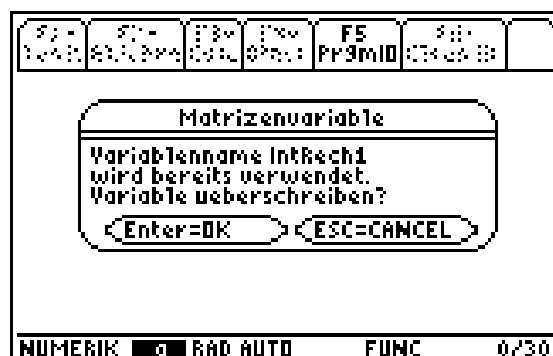 F5
PrgmIO
Matrizenvariable
Variablenname IntRech1
wird bereits verwendet.
Variable ueberschreiben?
Enter=OK ESC=CANCEL
NUMERIK RAD AUTO FUNC 0/30